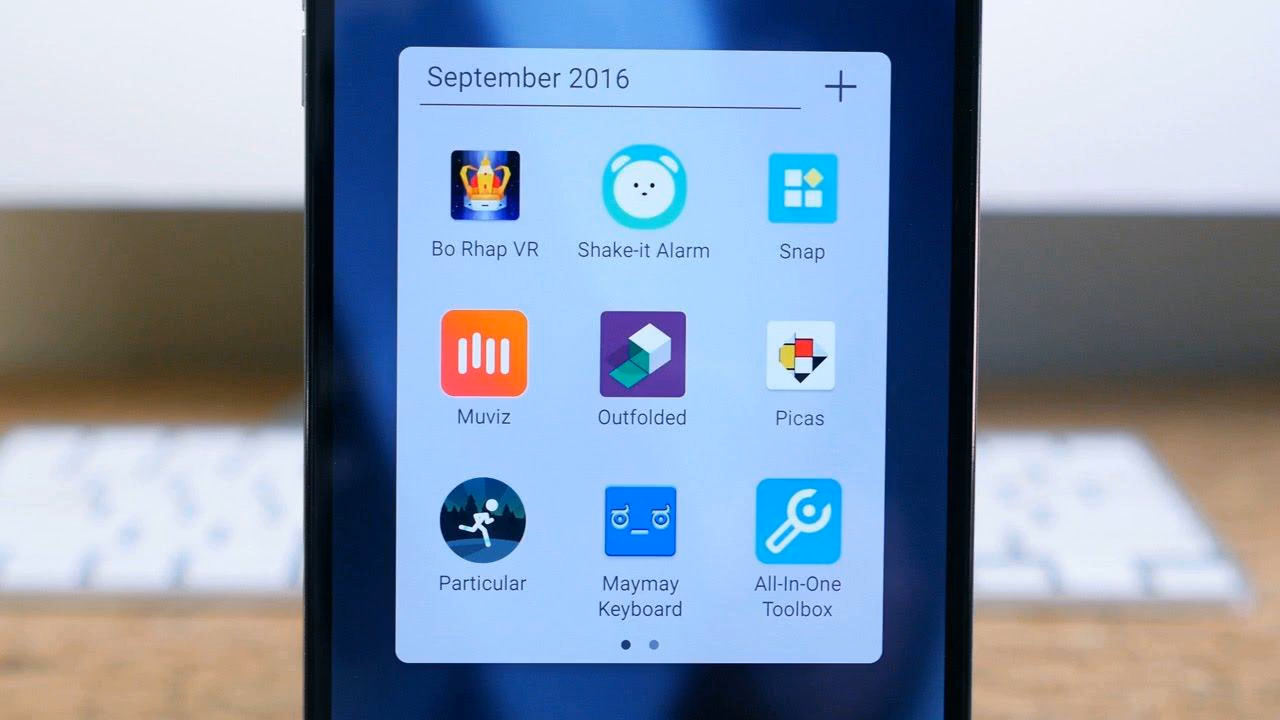 September 2016
Bo Rhap VR
Shake-it Alarm
Snap
Muviz
Outfolded
Picas
Particular
Maymay
Keyboard
All-In-One
Toolbox